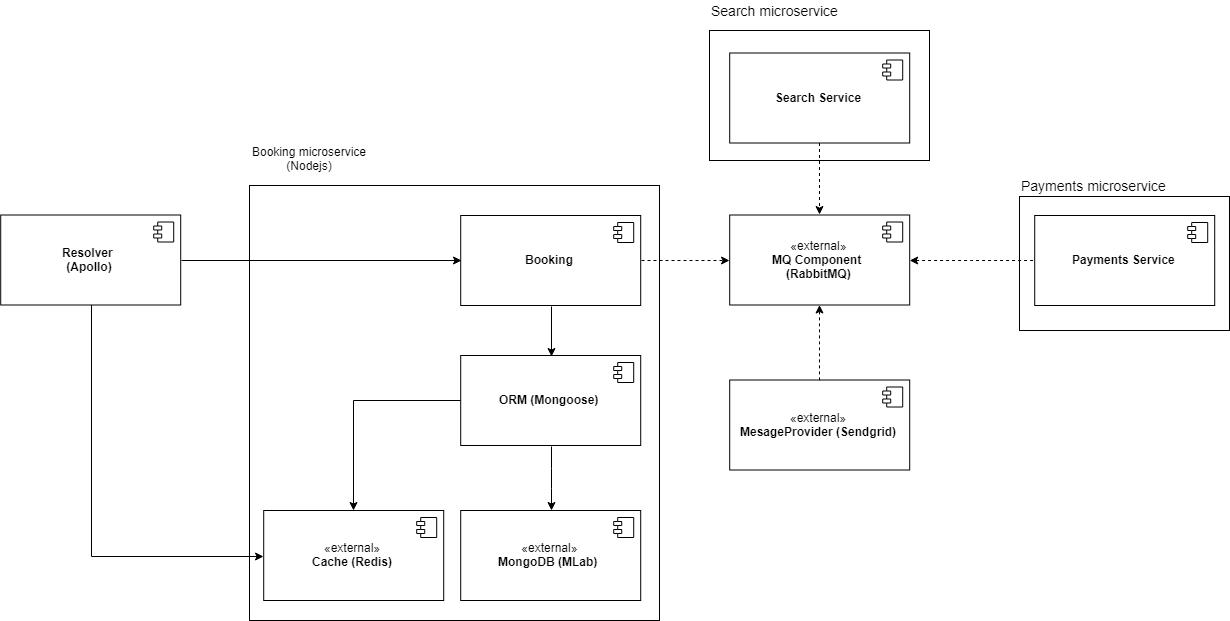 Search microservice
Search Service
Booking microservice
(Nodejs)
Payments microservice
Resolver
(Apollo)
Booking
«external»
MQ Component
(RabbitMQ)
Payments Service
ORM (Mongoose)
«external»
MesageProvider (Sendgrid)
«external»
Cache (Redis)
«external»
MongoDB (MLab)